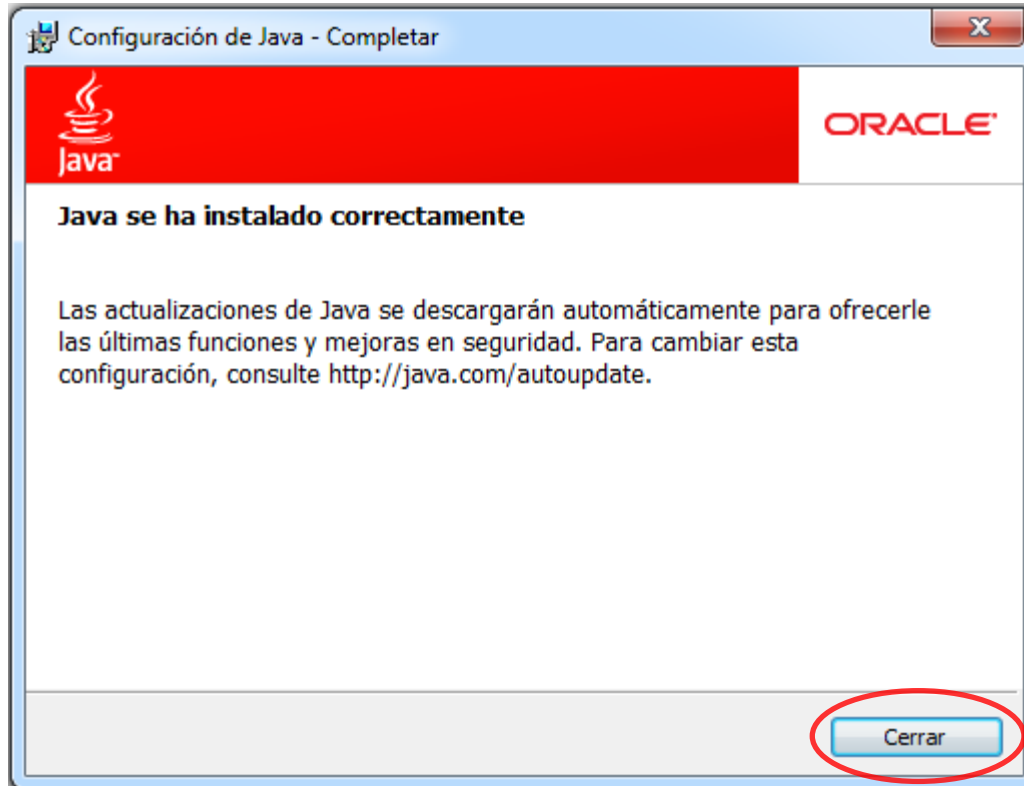 Configuración de Java - Completar
Java
ORACLE
Java se ha instalado correctamente
Las actualizaciones de Java se descargarán automáticamente para ofrecerle
las últimas funciones y mejoras en seguridad. Para cambiar esta
configuración, consulte http://java.com/autoupdate.
Cerrar